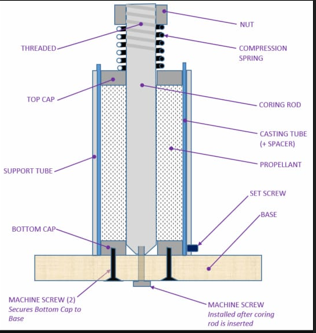 NUT
THREADED
COMPRESSION
SPRING
TOP CAP
CORING ROD
CASTING TUBE
(+ SPACER)
PROPELLANT
SUPPORT TUBE
SET SCREW
BASE
BOTTOM CAP
MACHINE SCREW (2)
Secures Bottom Cap to
Base
MACHINE SCREW
Installed after coring
rod is inserted